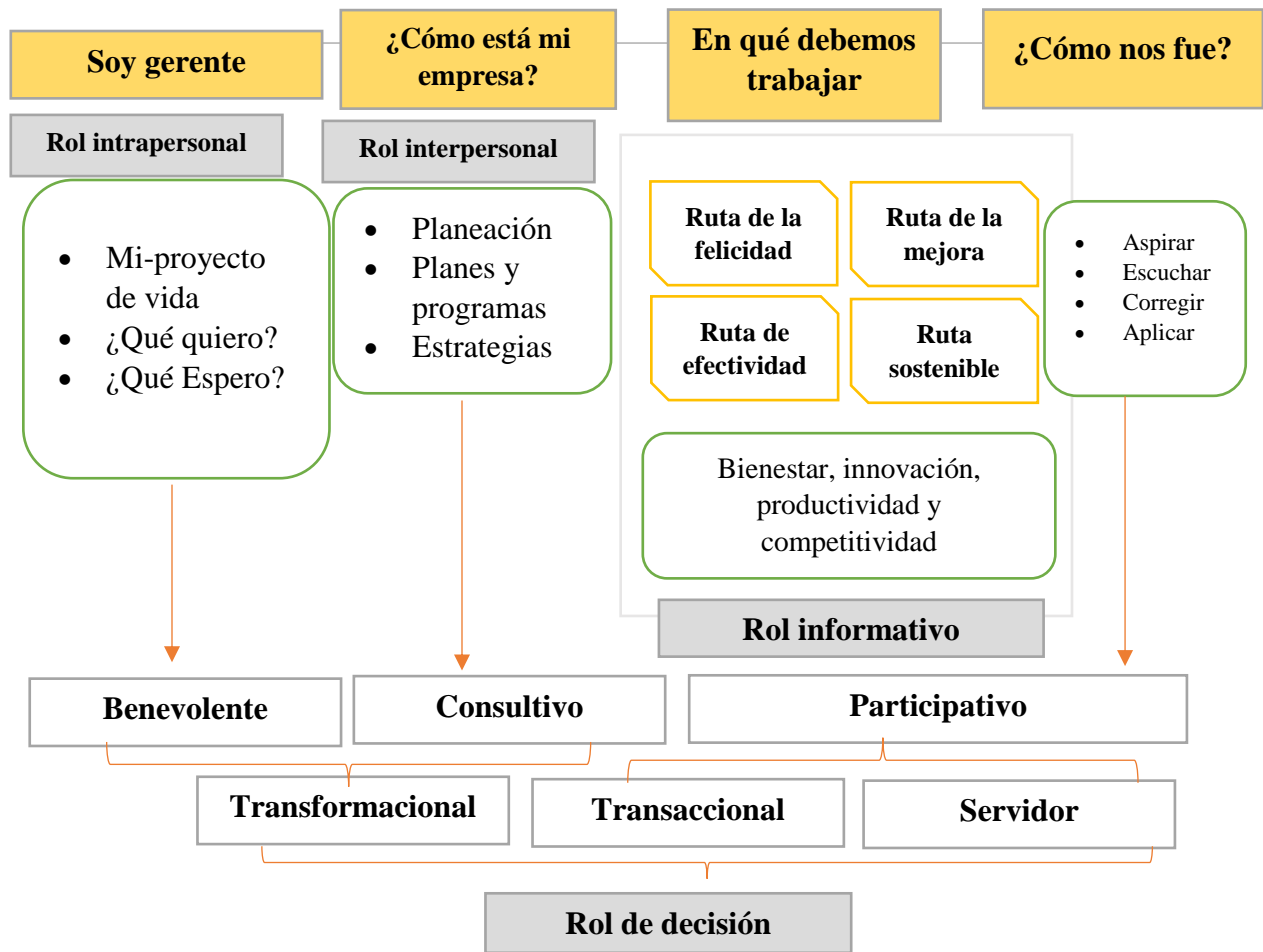 Soy gerente
¿Cómo está mi
empresa?
En qué debemos
trabajar
¿Cómo nos fue?
Rol intrapersonal
Rol interpersonal
• Mi-proyecto
de vida
• ¿Qué quiero?
• ¿Qué Espero?
• Planeación
• Planes y
programas
• Estrategias
Ruta de la
felicidad
Ruta de la
mejora
Ruta de
efectividad
Ruta
sostenible
Bienestar, innovación,
productividad y
competitividad
Rol informativo
• Aspirar
• Escuchar
• Corregir
• Aplicar
Benevolente
Consultivo
Participativo
Transformacional
Transaccional
Servidor
Rol de decisión